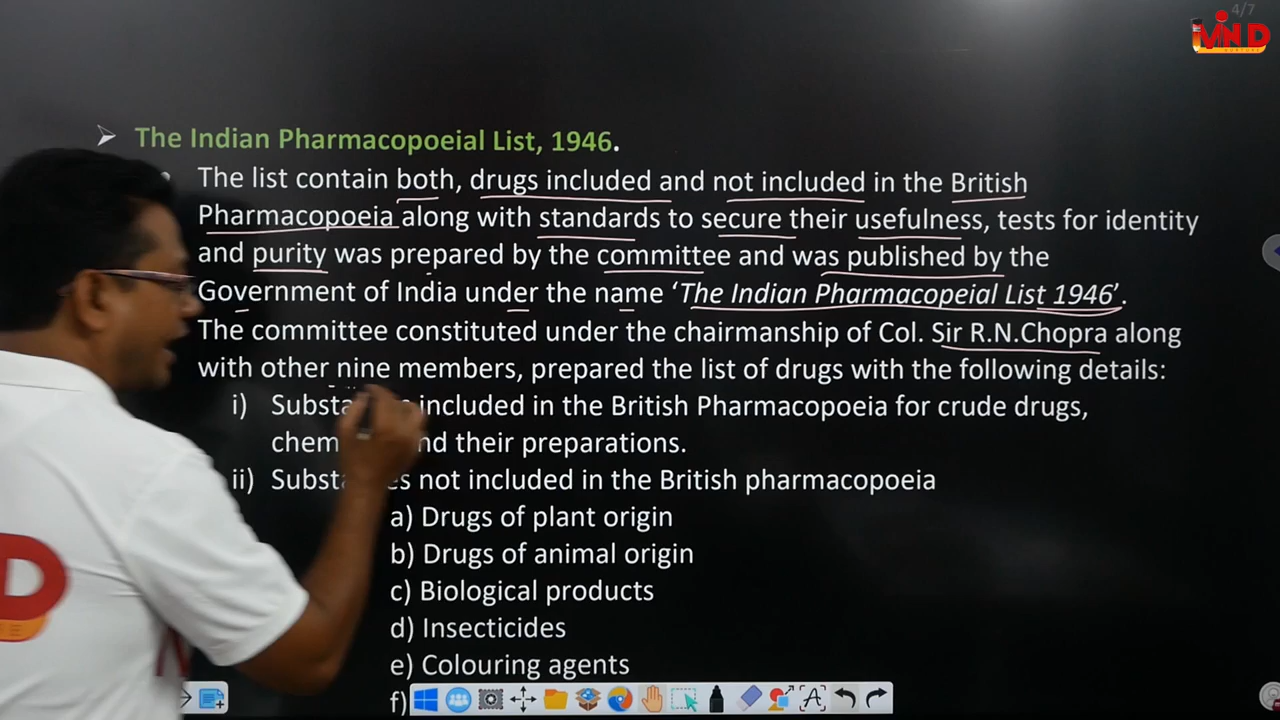 4/7
iMIND
The Indian Pharmacopoeial List, 1946.
The list contain both, drugs included and not included in the British
Pharmacopoeia along with standards to secure their usefulness, tests for identity
and purity was prepared by the committee and was published by the
Government of India under the name ‘The Indian Pharmacopeial List 1946’.
The committee constituted under the chairmanship of Col. Sir R.N.Chopra along
with other nine members, prepared the list of drugs with the following details:
i) included in the British Pharmacopoeia for crude drugs,
their preparations.
ii) not included in the British pharmacopoeia
a) Drugs of plant origin
b) Drugs of animal origin
c) Biological products
d) Insecticides
e) Colouring agents
f)
D
A